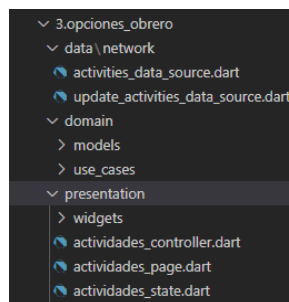 3.opciones_obrero
data\network
activities_data_source.dart
update_activities_data_source.dart
domain
models
use_cases
presentation
widgets
actividades_controller.dart
actividades_page.dart
actividades_state.dart